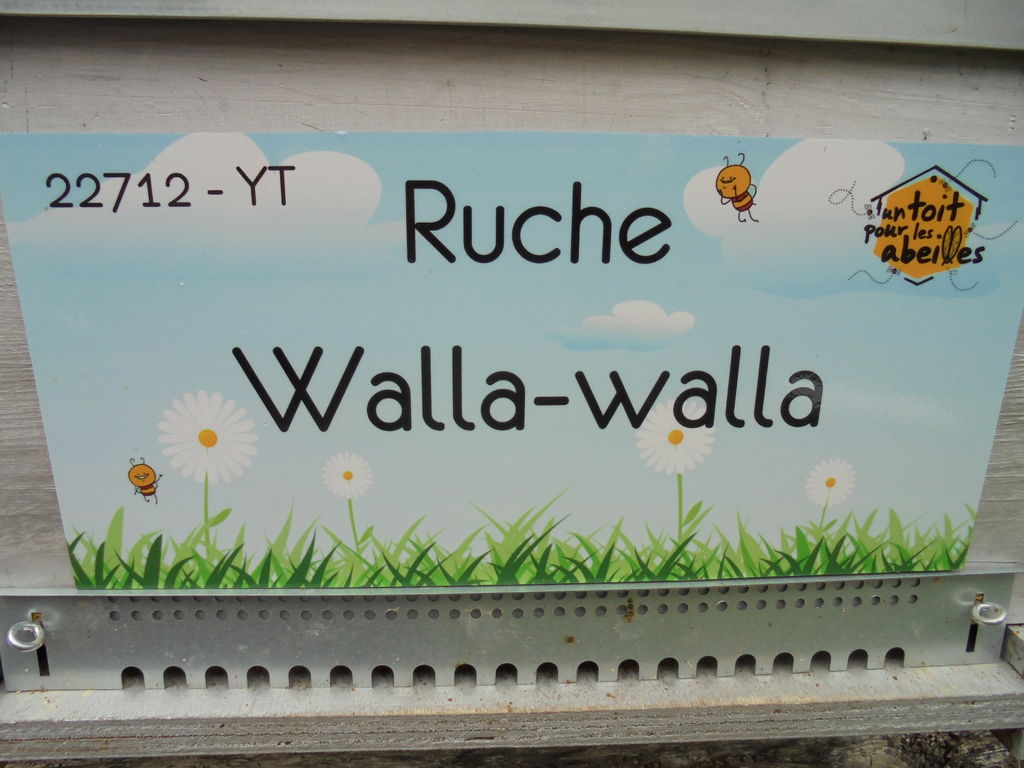 22712 - YT
Ruche
un toit
pour les
abeilles
Walla-walla